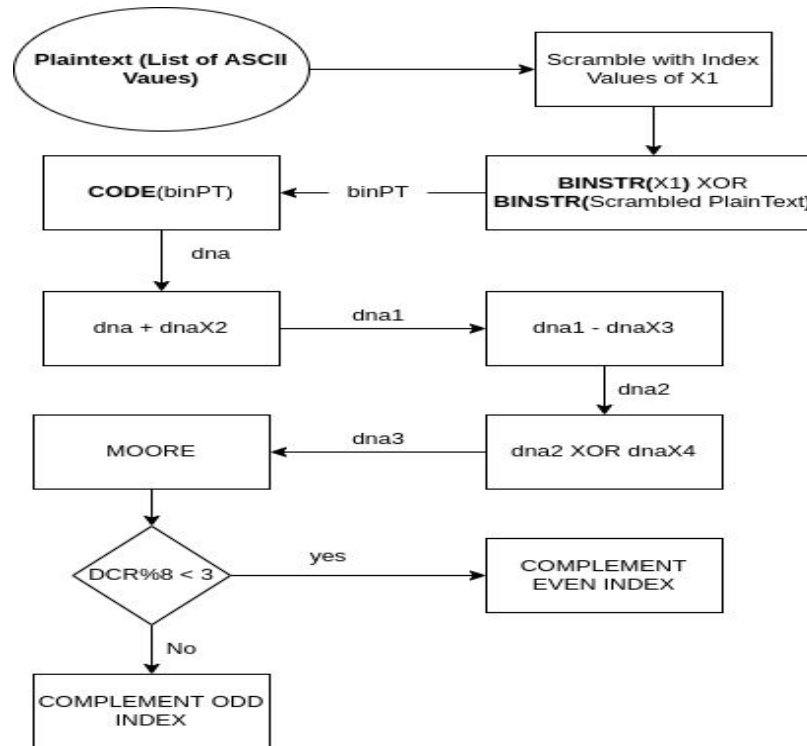 Plaintext (List of ASCII
Vaues)
Scramble with Index
Values of X1
BINSTR(X1) XOR
BINSTR(Scrambled PlainText)
binPT
CODE(binPT)
dna
dna + dnaX2
dna1
dna1 - dnaX3
dna2
dna2 XOR dnaX4
dna3
MOORE
DCR%8 < 3
yes
COMPLEMENT
EVEN INDEX
No
COMPLEMENT ODD
INDEX